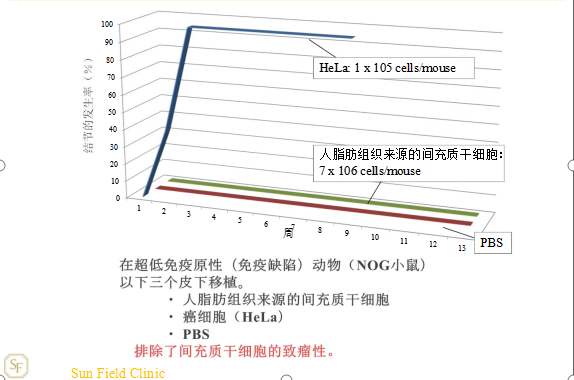 100
90
80
70
60
50
40
30
20
10
0
结节的发生率(%)
HeLa: 1 x 105 cells/mouse
人脂肪组织来源的间充质干细胞:
7 x 106 cells/mouse
PBS
1 2 3 4 5 6 7 8 9 10 11 12 13
周
在超低免疫原性(免疫缺陷)动物(NOG小鼠)
以下三个皮下移植。
• 人脂肪组织来源的间充质干细胞
• 癌细胞(HeLa)
• PBS
排除了间充质干细胞的致瘤性。
SF
Sun Field Clinic